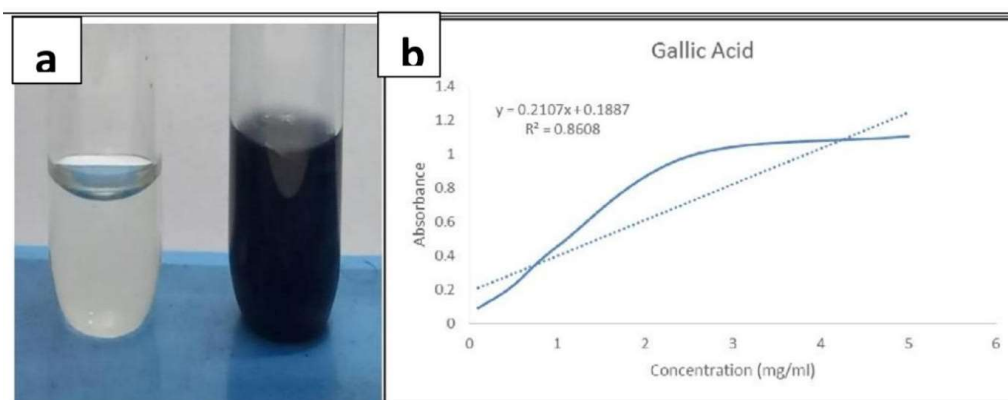 a
b
Gallic Acid
y = 0.2107x + 0.1887
R² = 0.8608
1.4
1.2
1
0.8
0.6
0.4
0.2
0
0 1 2 3 4 5 6
Absorbance
Concentration (mg/ml)